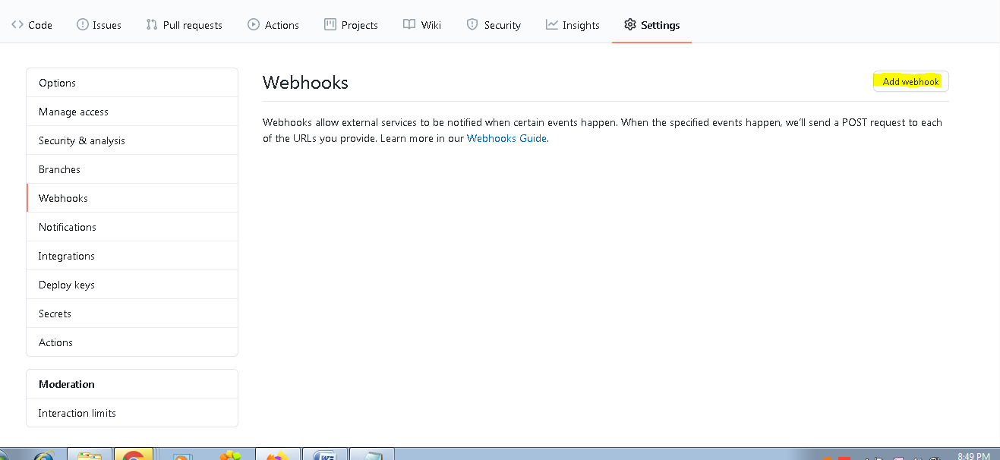 Code Issues Pull requests Actions Projects Wiki Security Insights Settings
Options
Manage access
Security & analysis
Branches
Webhooks
Notifications
Integrations
Deploy keys
Secrets
Actions
Moderation
Interaction limits
Webhooks
Add webhook
Webhooks allow external services to be notified when certain events happen. When the specified events happen, we'll send a POST request to each
of the URLs you provide. Learn more in our Webhooks Guide.
8:49 PM